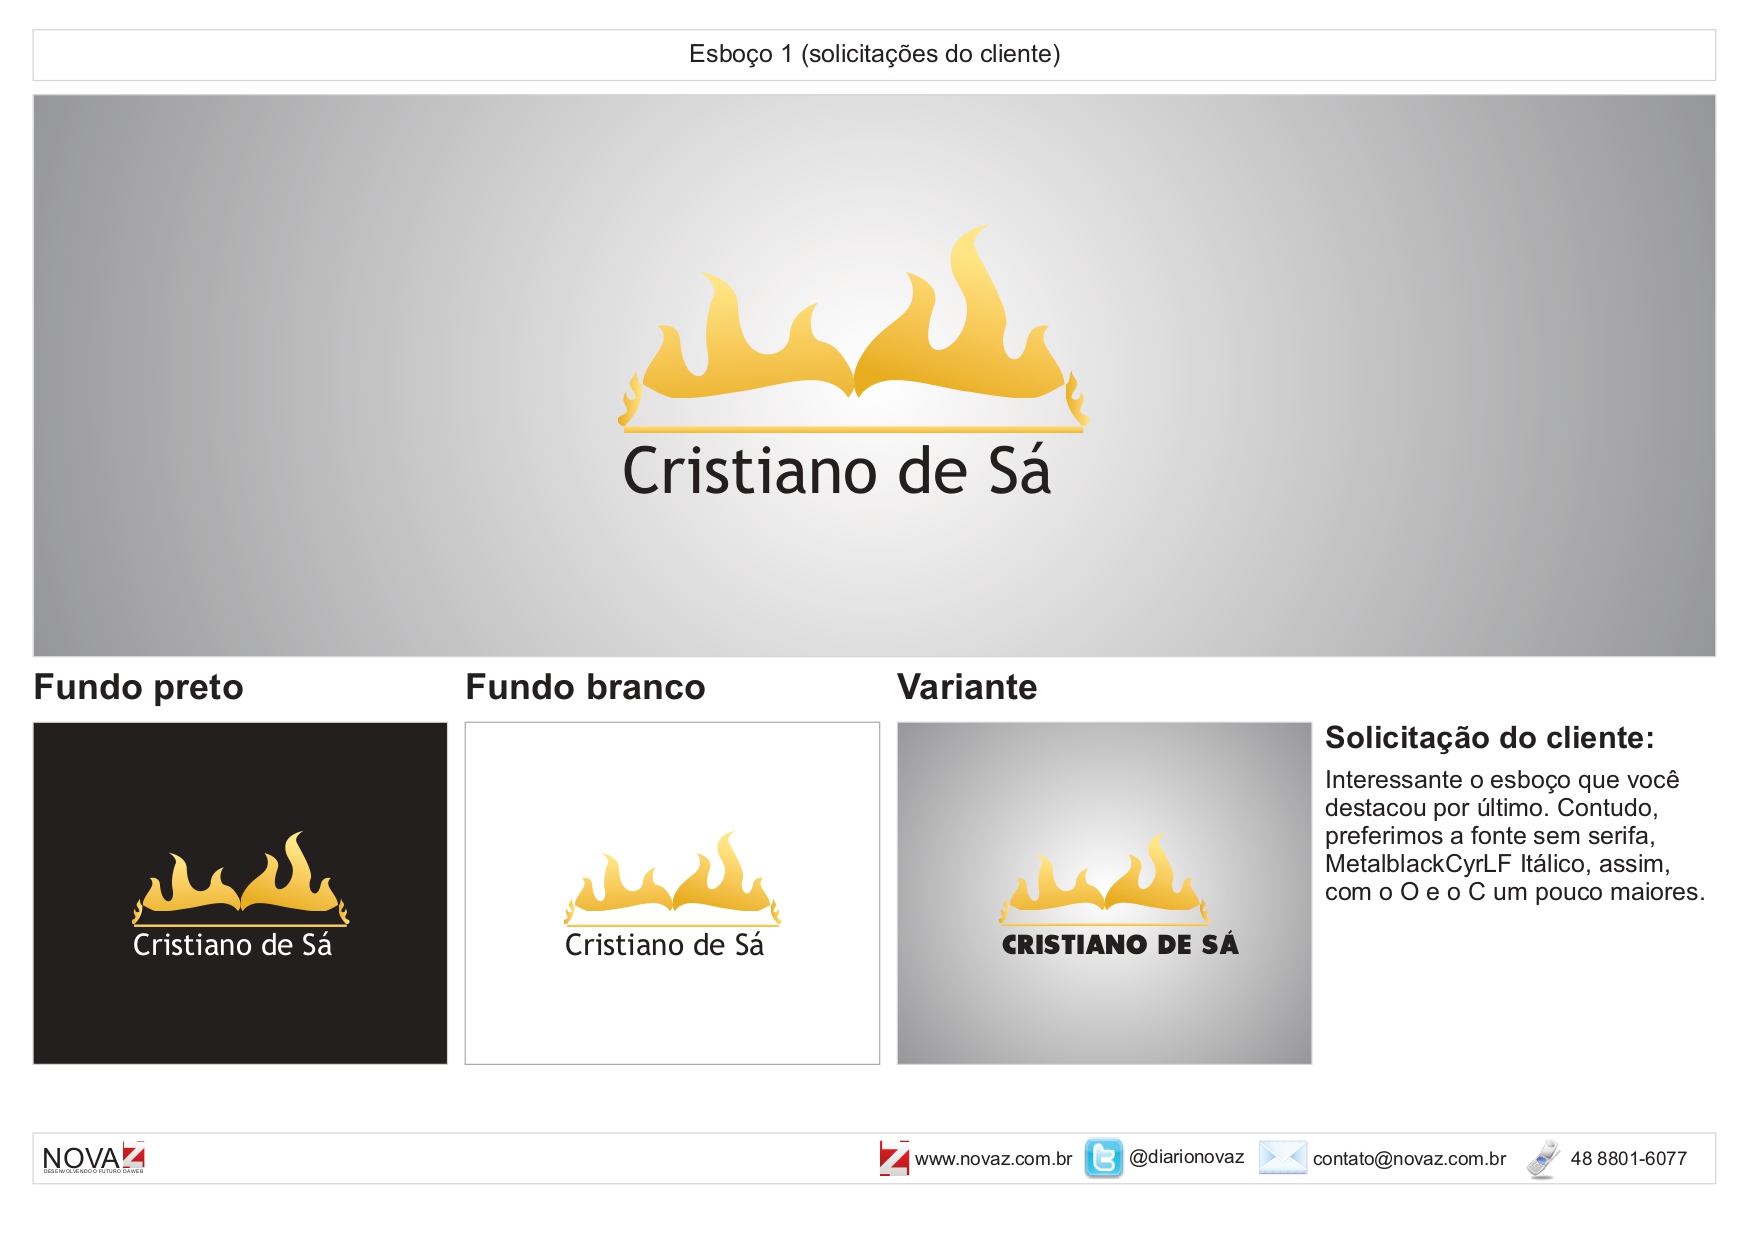 Esboço 1 (solicitações do cliente)
Cristiano de Sá
Fundo preto
Fundo branco
Variante
Cristiano de Sá
Cristiano de Sá
CRISTIANO DE SÁ
Solicitação do cliente:
Interessante o esboço que você
destacou por último. Contudo,
preferimos a fonte sem serifa,
MetalblackCyrLF Itálico, assim,
com o O e o C um pouco maiores.
NOVAZ
DESENVOLVENDO O FUTURO DA WEB
www.novaz.com.br
@diarionovaz
contato@novaz.com.br
48 8801-6077